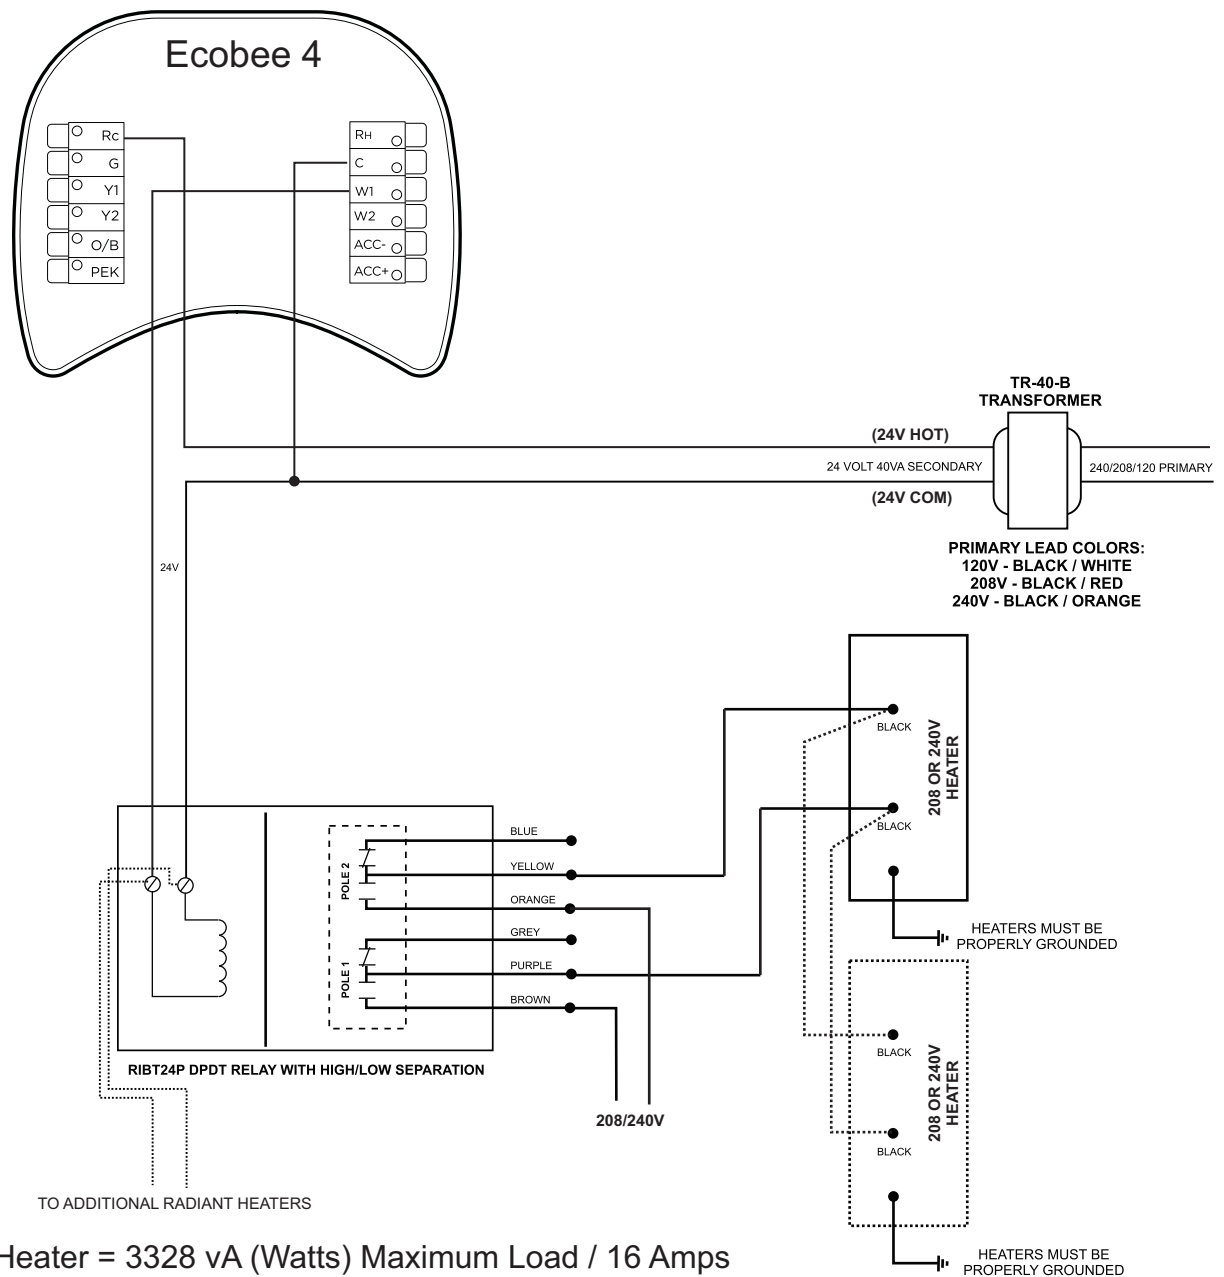 Ecobee 4
Rc
G
Y1
Y2
O/B
PEK
RH
C
W1
W2
ACC-
ACC+
TR-40-B
TRANSFORMER
(24V HOT)
24 VOLT 40VA SECONDARY
240/208/120 PRIMARY
(24V COM)
PRIMARY LEAD COLORS:
120V - BLACK / WHITE
208V - BLACK / RED
240V - BLACK / ORANGE
24V
BLACK
BLACK
208 OR 240V
HEATER
HEATERS MUST BE
PROPERLY GROUNDED
POLE 2
POLE 1
BLUE
YELLOW
ORANGE
GREY
PURPLE
BROWN
RIBT24P DPDT RELAY WITH HIGH/LOW SEPARATION
208/240V
BLACK
BLACK
208 OR 240V
HEATER
TO ADDITIONAL RADIANT HEATERS
Heater = 3328 vA (Watts) Maximum Load / 16 Amps
HEATERS MUST BE
PROPERLY GROUNDED